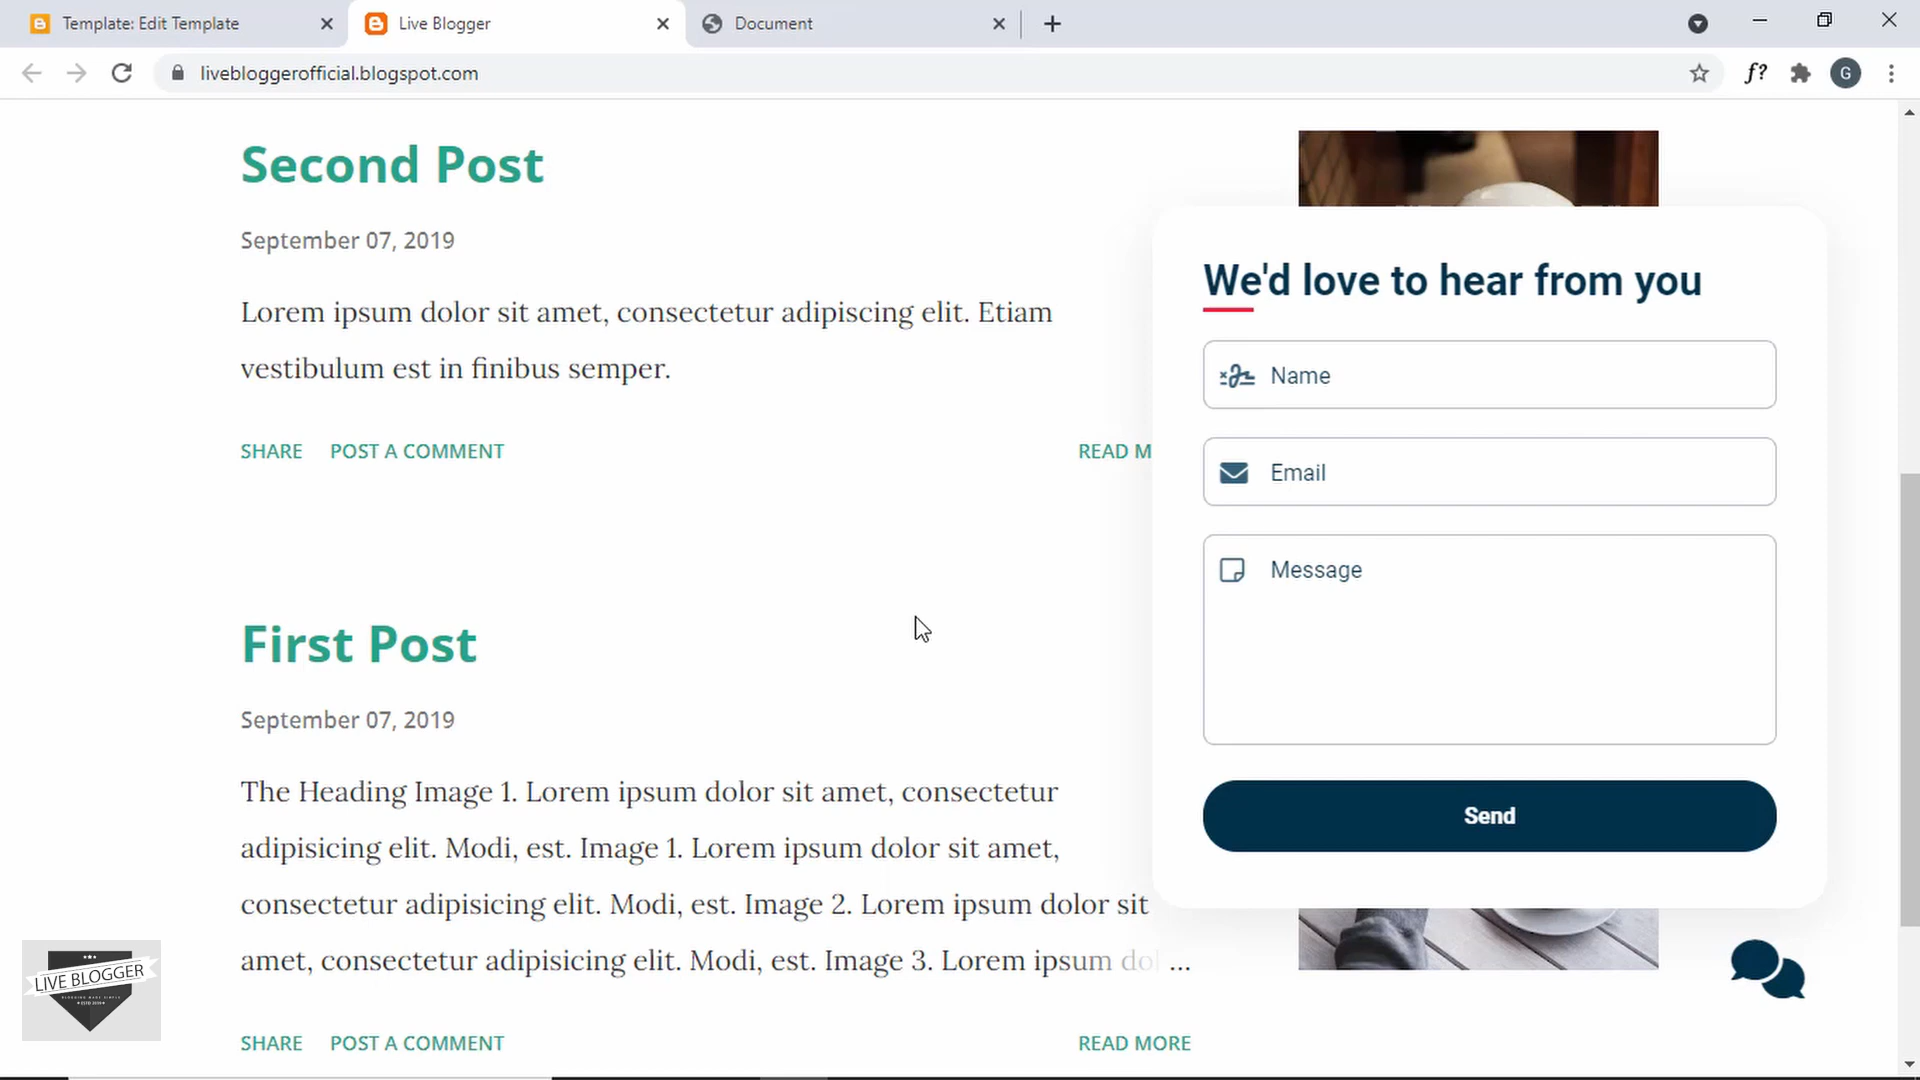 Template: Edit Template
Live Blogger
Document
livebloggerofficial.blogspot.com
f?
G
Second Post
September 07, 2019
Lorem ipsum dolor sit amet, consectetur adipiscing elit. Etiam
vestibulum est in finibus semper.
SHARE
POST A COMMENT
READ M
First Post
September 07, 2019
The Heading Image 1. Lorem ipsum dolor sit amet, consectetur
adipisicing elit. Modi, est. Image 1. Lorem ipsum dolor sit amet,
consectetur adipisicing elit. Modi, est. Image 2. Lorem ipsum dolor sit
amet, consectetur adipisicing elit. Modi, est. Image 3. Lorem ipsum do ...
SHARE
POST A COMMENT
READ MORE
We'd love to hear from you
Name
Email
Message
Send
LIVE BLOGGER